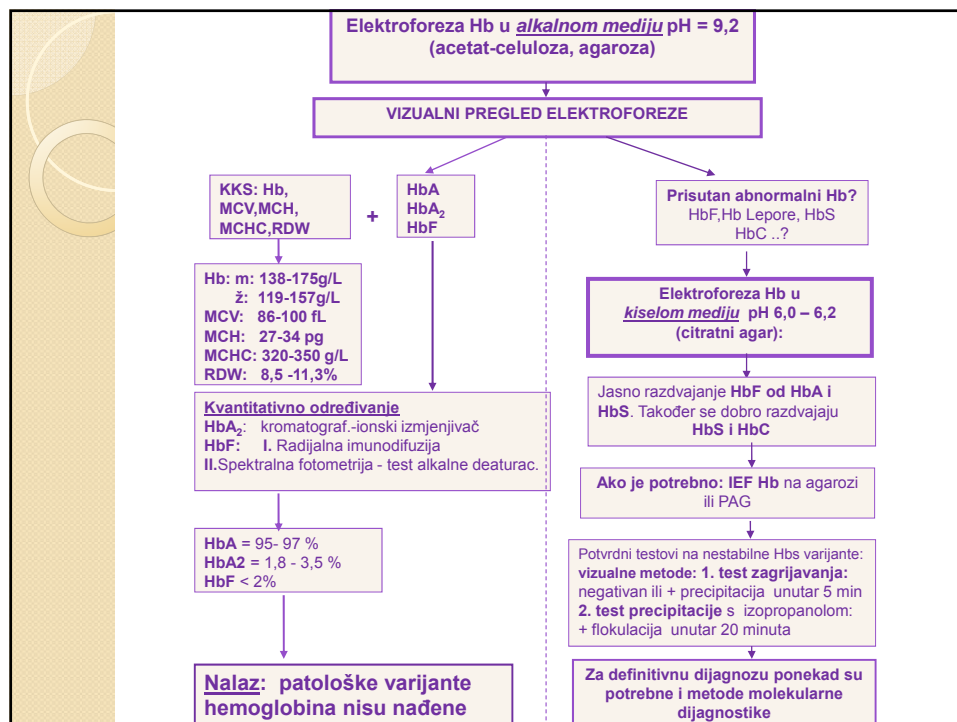 Elektroforeza Hb u alkalnom mediju pH = 9,2
(acetat-celuloza, agaroza)
VIZUALNI PREGLED ELEKTROFOREZE
KKS: Hb,
MCV,MCH,
MCHC,RDW
+
HbA
HbA2
HbF
Hb: m: 138-175g/L
ž: 119-157g/L
MCV: 86-100 fL
MCH: 27-34 pg
MCHC: 320-350 g/L
RDW: 8,5 -11,3%
Kvantitativno određivanje
HbA2: kromatograf.-ionski izmjenjivač
HbF: I. Radijalna imunodifuzija
II.Spektralna fotometrija - test alkalne deaturac.
HbA = 95- 97 %
HbA2 = 1,8 - 3,5 %
HbF < 2%
Nalaz: patološke varijante
hemoglobina nisu nađene
Prisutan abnormalni Hb?
HbF,Hb Lepore, HbS
HbC ..?
Elektroforeza Hb u
kiselom mediju pH 6,0 – 6,2
(citratni agar):
Jasno razdvajanje HbF od HbA i
HbS. Također se dobro razdvajaju
HbS i HbC
Ako je potrebno: IEF Hb na agarozi
ili PAG
Potvrdni testovi na nestabilne Hbs varijante:
vizualne metode: 1. test zagrijavanja:
negativan ili + precipitacija unutar 5 min
2. test precipitacije s izopropanolom:
+ flokulacija unutar 20 minuta
Za definitivnu dijagnozu ponekad su
potrebne i metode molekularne
dijagnostike